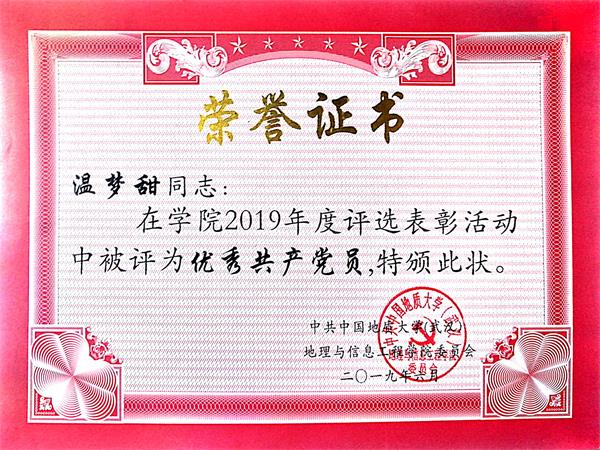 荣誉证书
温梦甜同志：
在学院2019年度评选表彰活动
中被评为优秀共产党员,特颁此状。
中共中国地质大学(武汉)
地理与信息工程学院委员会
二〇一九年六月